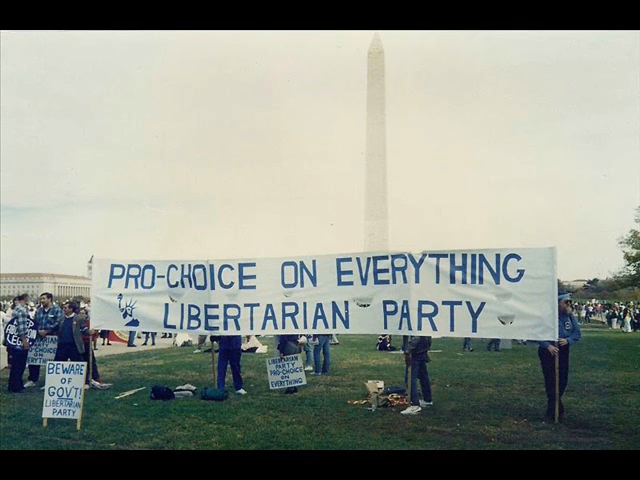 PRO-CHOICE ON EVERYTHING
LIBERTARIAN PARTY
BEWARE
OF
GOV'T!
LIBERTARIAN
PARTY
LIBERTARIAN
PARTY
PRO-CHOICE
ON
EVERYTHING